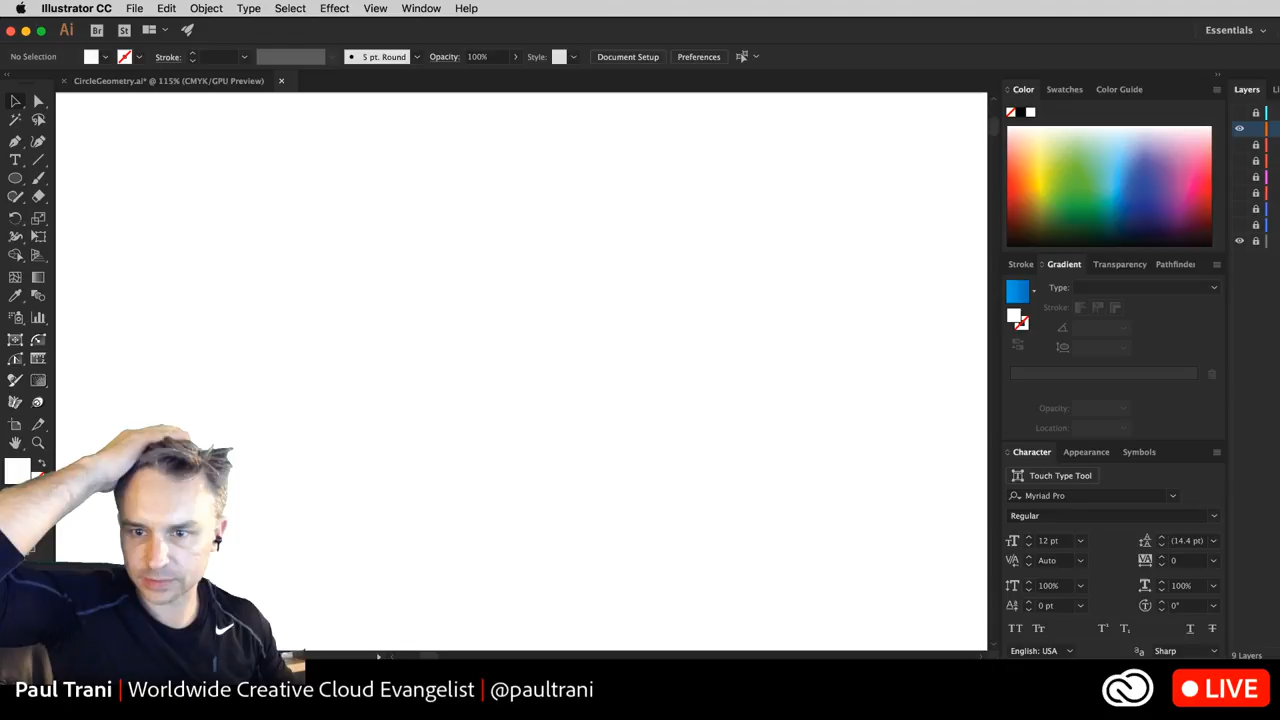 Illustrator CC File Edit Object Type Select Effect View Window Help
Ai Br St Essentials
No Selection Stroke: 5 pt. Round Opacity: 100% Style: Document Setup Preferences
CircleGeometry.ai* @ 115% (CMYK/GPU Preview)
Color Swatches Color Guide Layers
Stroke Gradient Transparency Pathfinder
Type:
Stroke:
Opacity:
Location:
Character Appearance Symbols
Touch Type Tool
Myriad Pro
Regular
12 pt (14.4 pt)
Auto 0
100% 100%
0 pt 0°
English: USA Sharp
9 Layers
Paul Trani | Worldwide Creative Cloud Evangelist | @paultrani
LIVE